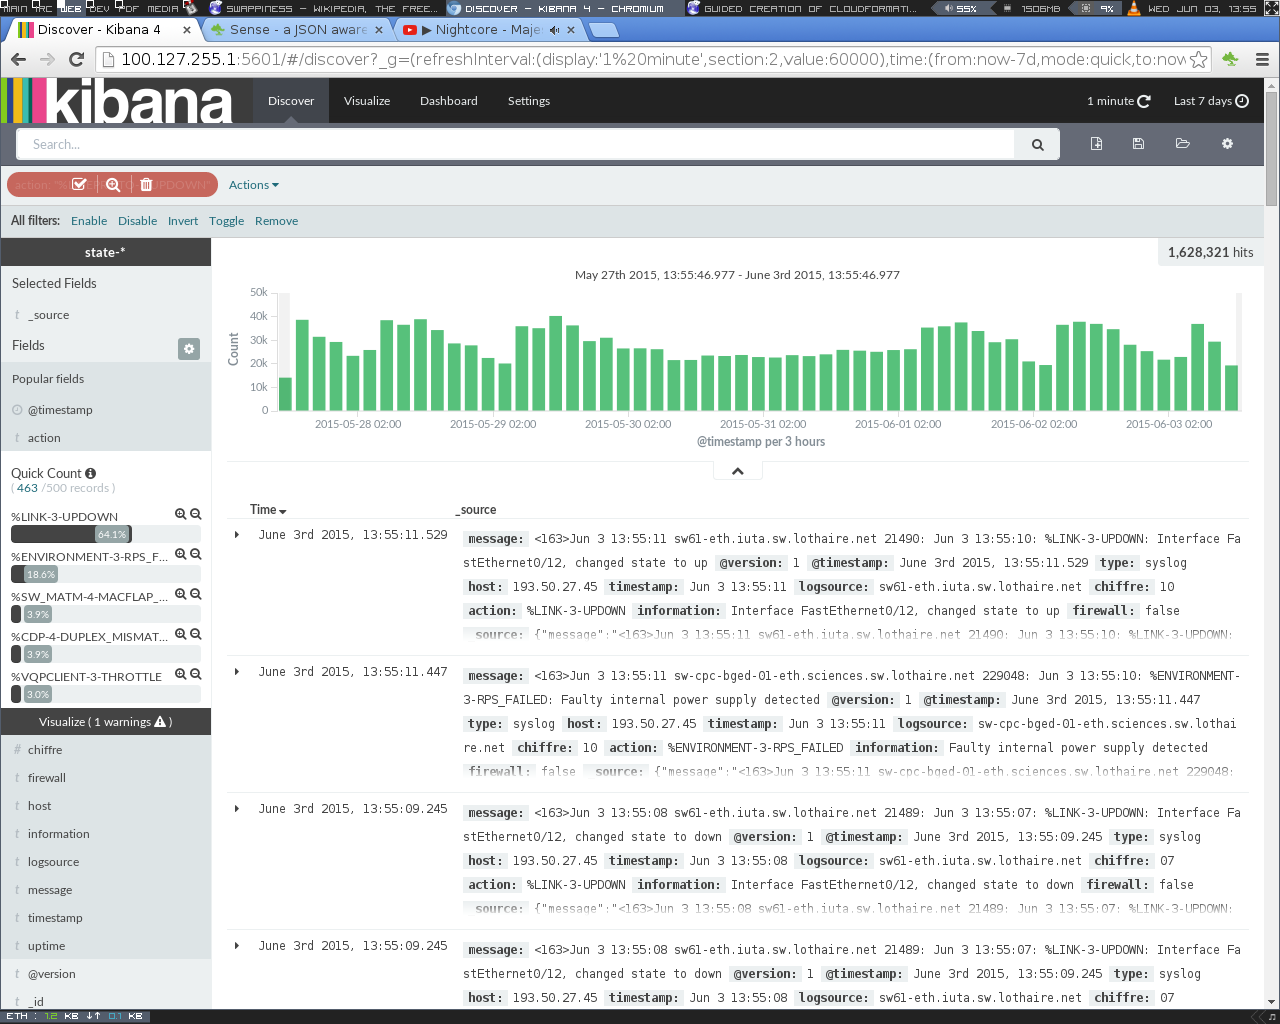 MAIN IRC WEB DEV PDF MEDIA SWAPPINESS – WIKIPEDIA, THE FREE... DISCOVER – KIBANA 4 – CHROMIUM GUIDED CREATION OF CLOUDFORMATI... 55% 1506MB 9% WED JUN 03, 13:55
Discover - Kibana 4 Sense - a JSON aware ▶ Nightcore - Maje
100.127.255.1:5601/#/discover?_g=(refreshInterval:(display:'1%20minute',section:2,value:60000),time:(from:now-7d,mode:quick,to:now
kibana Discover Visualize Dashboard Settings 1 minute Last 7 days
Search...
Actions
All filters: Enable Disable Invert Toggle Remove
state-*
1,628,321 hits
Selected Fields
t _source
Fields
Popular fields
@timestamp
t action
Quick Count
( 463 /500 records )
%LINK-3-UPDOWN
64.1%
%ENVIRONMENT-3-RPS_F...
18.6%
%SW_MATM-4-MACFLAP_...
3.9%
%CDP-4-DUPLEX_MISMAT...
3.9%
%VQPCLIENT-3-THROTTLE
3.0%
Visualize ( 1 warnings )
# chiffre
t firewall
t host
t information
t logsource
t message
t timestamp
t uptime
t @version
t _id
May 27th 2015, 13:55:46.977 - June 3rd 2015, 13:55:46.977
Count
50k
40k
30k
20k
10k
0
2015-05-28 02:00 2015-05-29 02:00 2015-05-30 02:00 2015-05-31 02:00 2015-06-01 02:00 2015-06-02 02:00 2015-06-03 02:00
@timestamp per 3 hours
Time _source
June 3rd 2015, 13:55:11.529 message: <163>Jun 3 13:55:11 sw61-eth.iuta.sw.lothaire.net 21490: Jun 3 13:55:10: %LINK-3-UPDOWN: Interface Fa
stEthernet0/12, changed state to up @version: 1 @timestamp: June 3rd 2015, 13:55:11.529 type: syslog
host: 193.50.27.45 timestamp: Jun 3 13:55:11 logsource: sw61-eth.iuta.sw.lothaire.net chiffre: 10
action: %LINK-3-UPDOWN information: Interface FastEthernet0/12, changed state to up firewall: false
_source: {"message":"<163>Jun 3 13:55:11 sw61-eth.iuta.sw.lothaire.net 21490: Jun 3 13:55:10: %LINK-3-UPDOWN:
June 3rd 2015, 13:55:11.447 message: <163>Jun 3 13:55:11 sw-cpc-bged-01-eth.sciences.sw.lothaire.net 229048: Jun 3 13:55:10: %ENVIRONMENT-
3-RPS_FAILED: Faulty internal power supply detected @version: 1 @timestamp: June 3rd 2015, 13:55:11.447
type: syslog host: 193.50.27.45 timestamp: Jun 3 13:55:11 logsource: sw-cpc-bged-01-eth.sciences.sw.lothai
re.net chiffre: 10 action: %ENVIRONMENT-3-RPS_FAILED information: Faulty internal power supply detected
firewall: false _source: {"message":"<163>Jun 3 13:55:11 sw-cpc-bged-01-eth.sciences.sw.lothaire.net 229048:
June 3rd 2015, 13:55:09.245 message: <163>Jun 3 13:55:08 sw61-eth.iuta.sw.lothaire.net 21489: Jun 3 13:55:07: %LINK-3-UPDOWN: Interface Fa
stEthernet0/12, changed state to down @version: 1 @timestamp: June 3rd 2015, 13:55:09.245 type: syslog
host: 193.50.27.45 timestamp: Jun 3 13:55:08 logsource: sw61-eth.iuta.sw.lothaire.net chiffre: 07
action: %LINK-3-UPDOWN information: Interface FastEthernet0/12, changed state to down firewall: false
_source: {"message":"<163>Jun 3 13:55:08 sw61-eth.iuta.sw.lothaire.net 21489: Jun 3 13:55:07: %LINK-3-UPDOWN:
June 3rd 2015, 13:55:09.245 message: <163>Jun 3 13:55:08 sw61-eth.iuta.sw.lothaire.net 21489: Jun 3 13:55:07: %LINK-3-UPDOWN: Interface Fa
stEthernet0/12, changed state to down @version: 1 @timestamp: June 3rd 2015, 13:55:09.245 type: syslog
host: 193.50.27.45 timestamp: Jun 3 13:55:08 logsource: sw61-eth.iuta.sw.lothaire.net chiffre: 07
ETH : 1.2 KB ↓↑ 0.1 KB